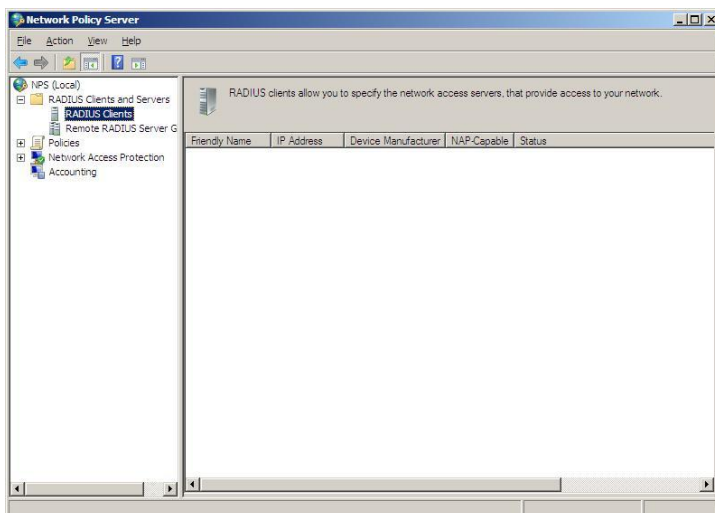 Network Policy Server
File Action View Help
NPS (Local)
RADIUS Clients and Servers
RADIUS Clients
Remote RADIUS Server G
Policies
Network Access Protection
Accounting
RADIUS clients allow you to specify the network access servers, that provide access to your network.
Friendly Name IP Address Device Manufacturer NAP-Capable Status